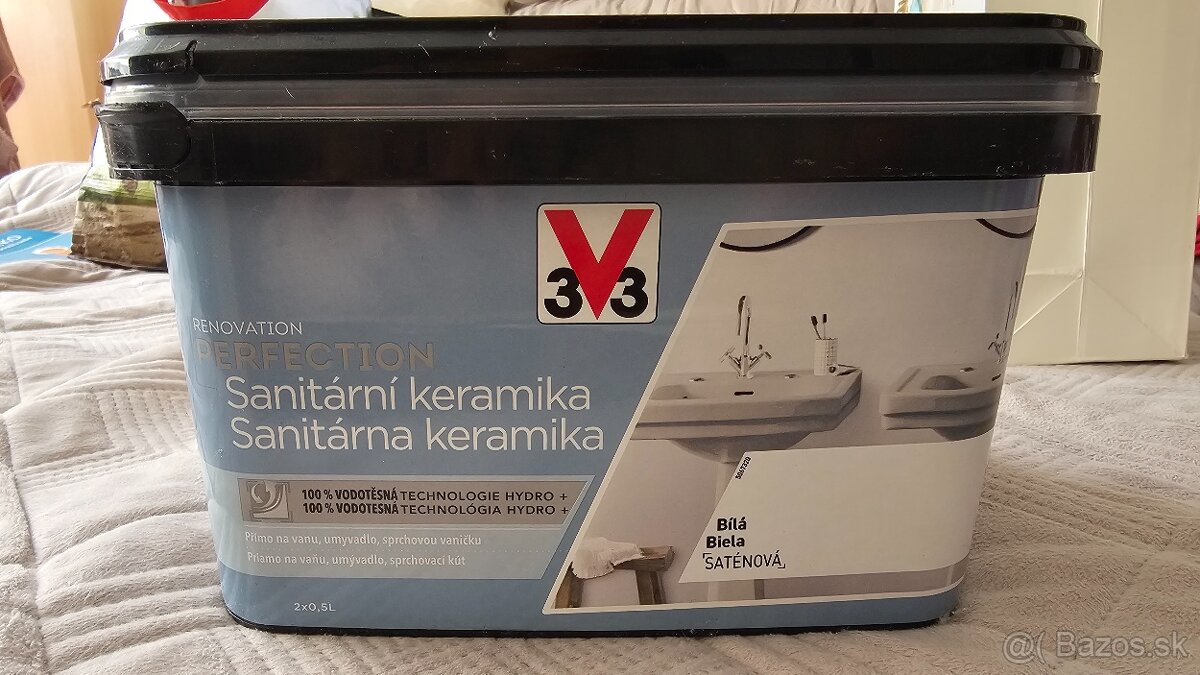 3V3
RENOVATION
PERFECTION
Sanitární keramika
Sanitárna keramika
100 % VODOTĚSNÁ TECHNOLOGIE HYDRO +
100 % VODOTESNÁ TECHNOLÓGIA HYDRO +
Přímo na vanu, umyvadlo, sprchovou vaničku
Priamo na vaňu, umývadlo, sprchovací kút
2x0,5L
Bílá
Biela
SATÉNOVÁ
@( Bazos.sk